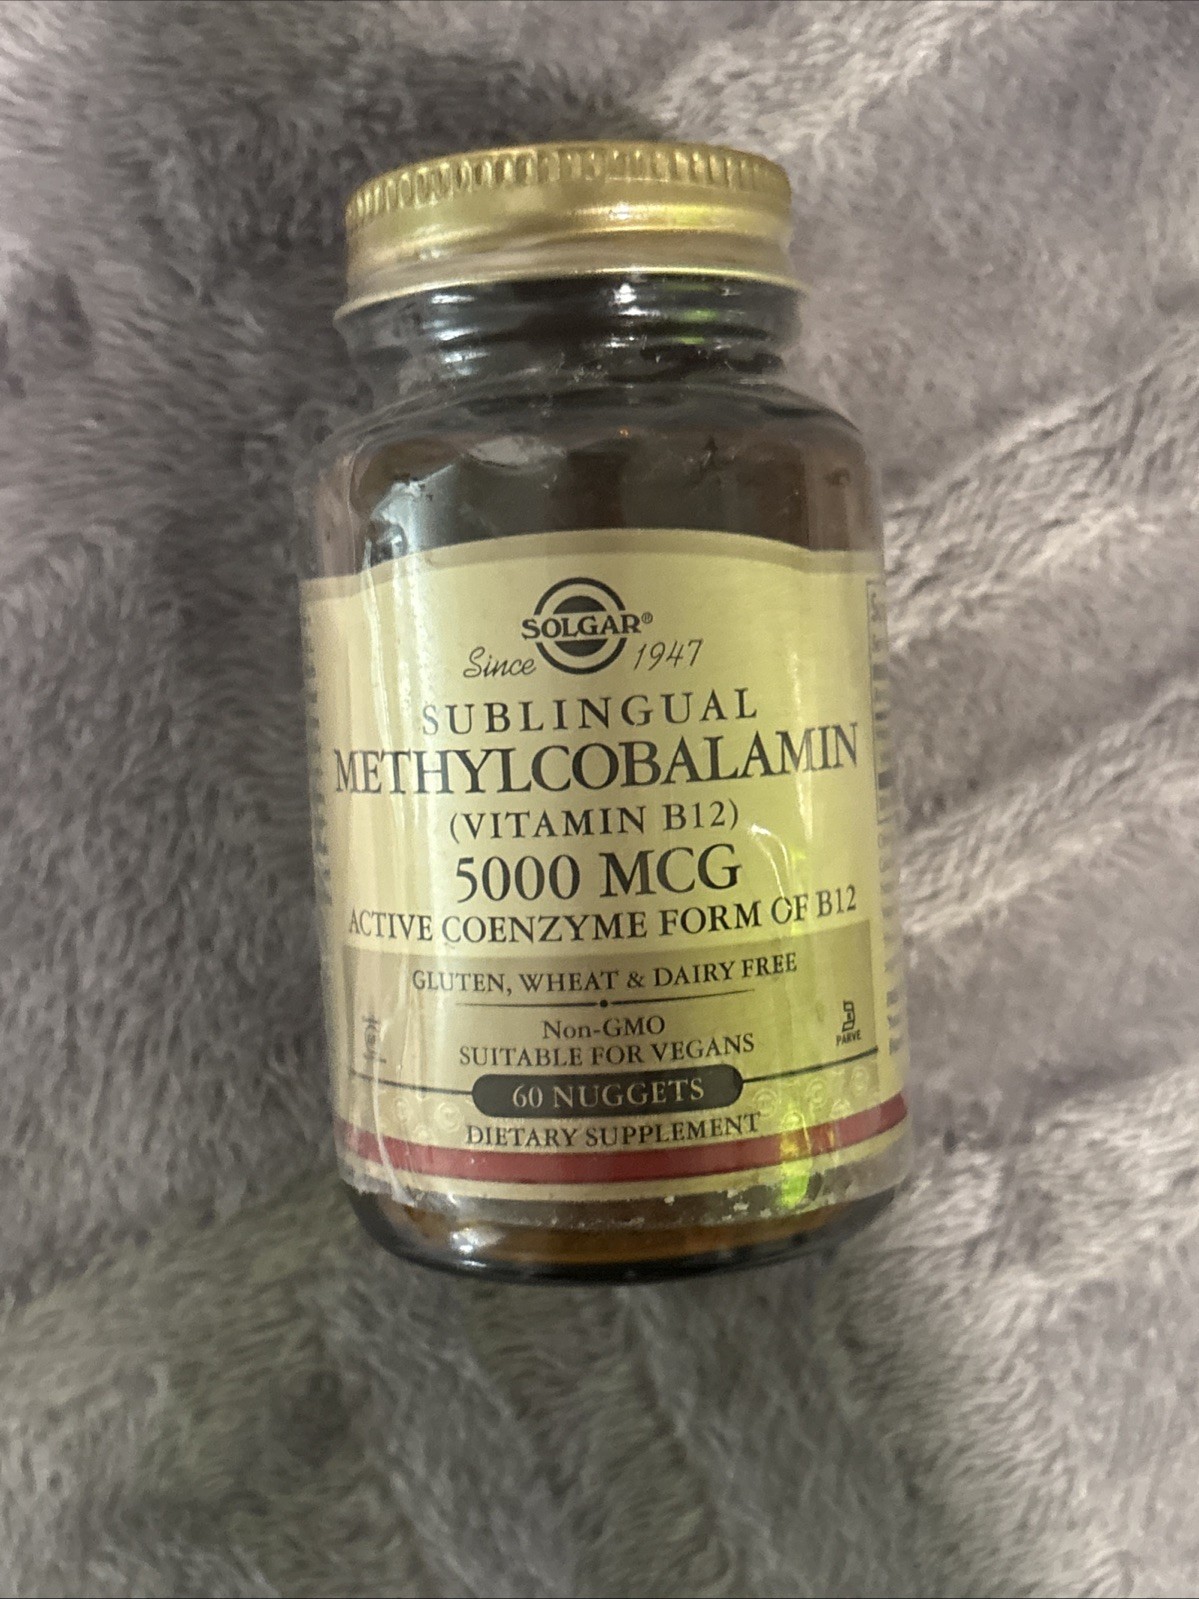 SOLGAR®
Since 1947
SUBLINGUAL
METHYLCOBALAMIN
(VITAMIN B12)
5000 MCG
ACTIVE COENZYME FORM OF B12
GLUTEN, WHEAT & DAIRY FREE
Non-GMO
SUITABLE FOR VEGANS
PARVE
60 NUGGETS
DIETARY SUPPLEMENT